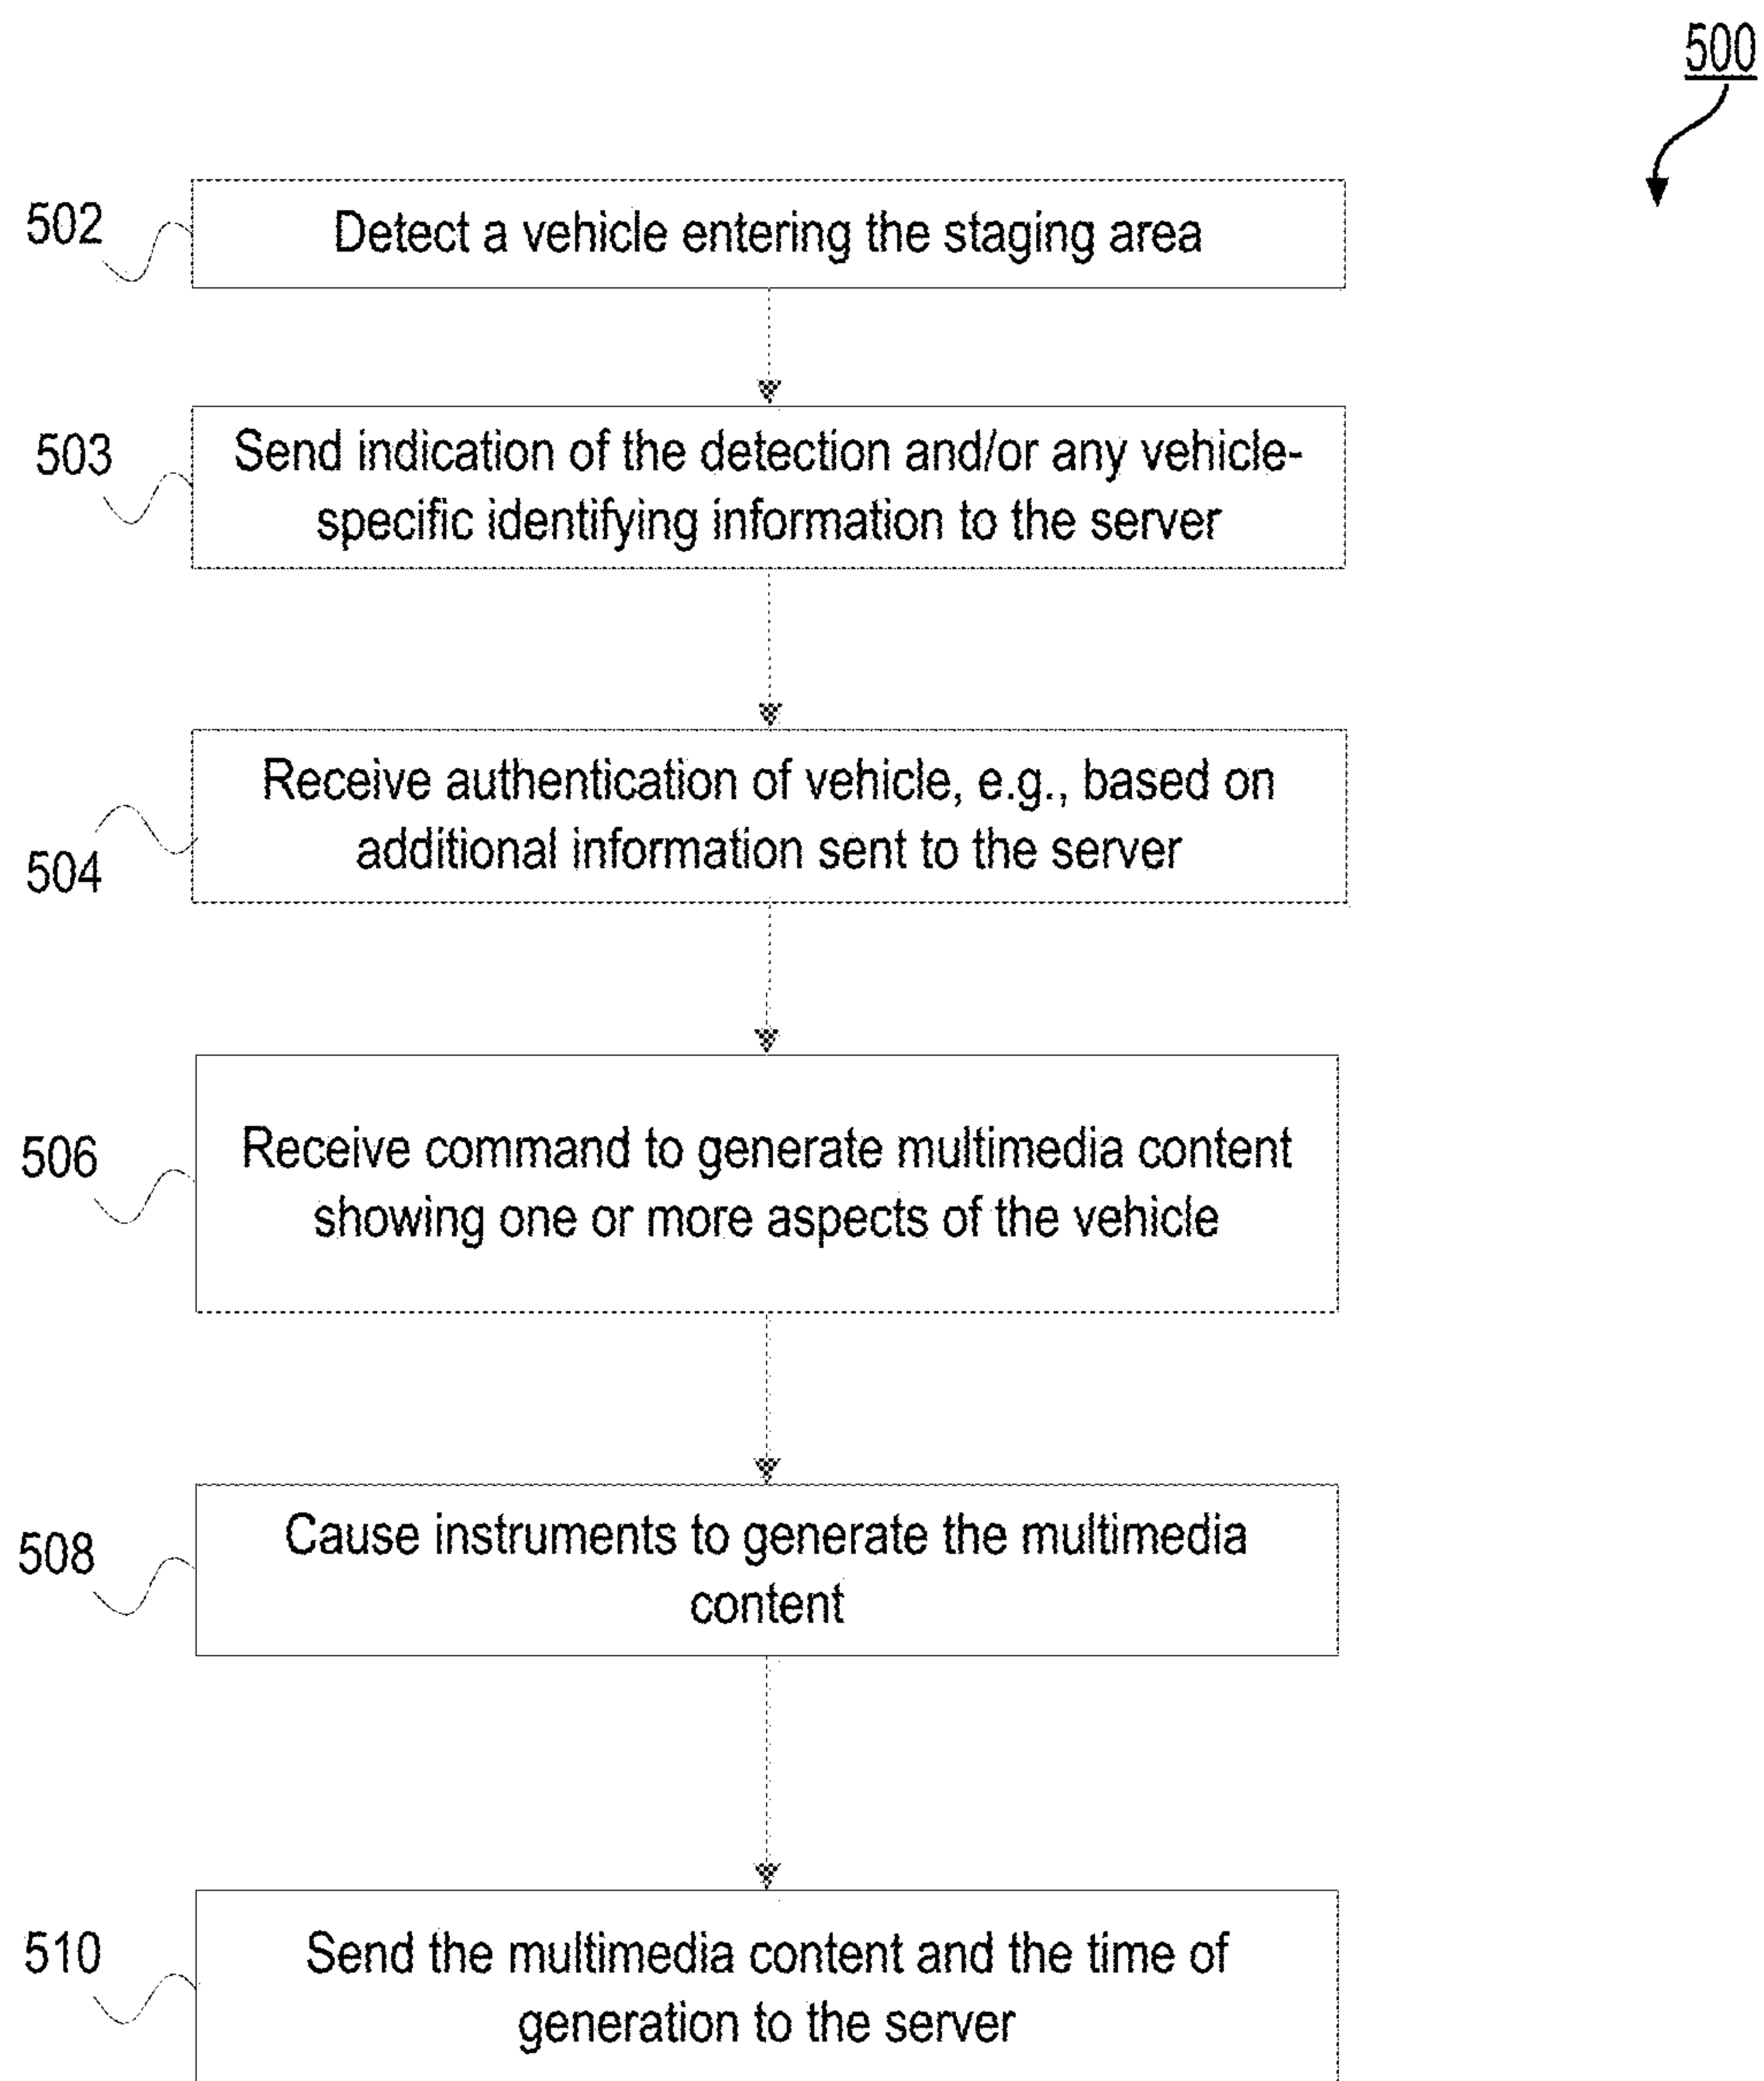 500
502
Detect a vehicle entering the staging area
503
Send indication of the detection and/or any vehicle-
specific identifying information to the server
504
Receive authentication of vehicle, e.g., based on
additional information sent to the server
506
Receive command to generate multimedia content
showing one or more aspects of the vehicle
508
Cause instruments to generate the multimedia
content
510
Send the multimedia content and the time of
generation to the server